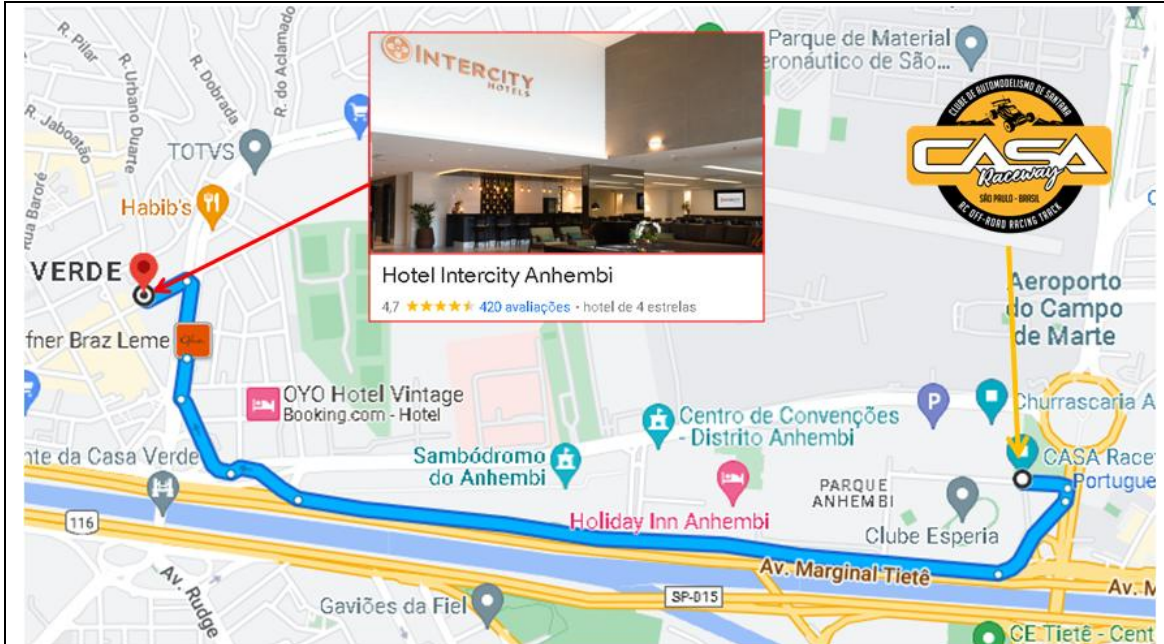 R. Pilar
R. Urbano Duarte
R. Dobrada
R. do Aclamado
R. Jaboatão
Rua Baroré
TOTVS
Habib's
VERDE
fner Braz Leme
INTERCITY
HOTELS
Hotel Intercity Anhembi
4,7 420 avaliações • hotel de 4 estrelas
Parque de Material
eronáutico de São...
CLUBE DE AUTOMODELISMO DE SANTANA
CASA
Raceway
SÃO PAULO - BRASIL
RC OFF-ROAD RACING TRACK
Aeroporto
do Campo
de Marte
OYO Hotel Vintage
Booking.com - Hotel
Centro de Convenções
- Distrito Anhembi
P
Churrascaria A
nte da Casa Verde
Sambódromo
do Anhembi
CASA Race
Portugue
PARQUE
ANHEMBI
Holiday Inn Anhembi
Clube Esperia
116
Av. Marginal Tietê
Av. M
SP-015
Av. Rudge
Gaviões da Fiel
CE Tietê - Cent